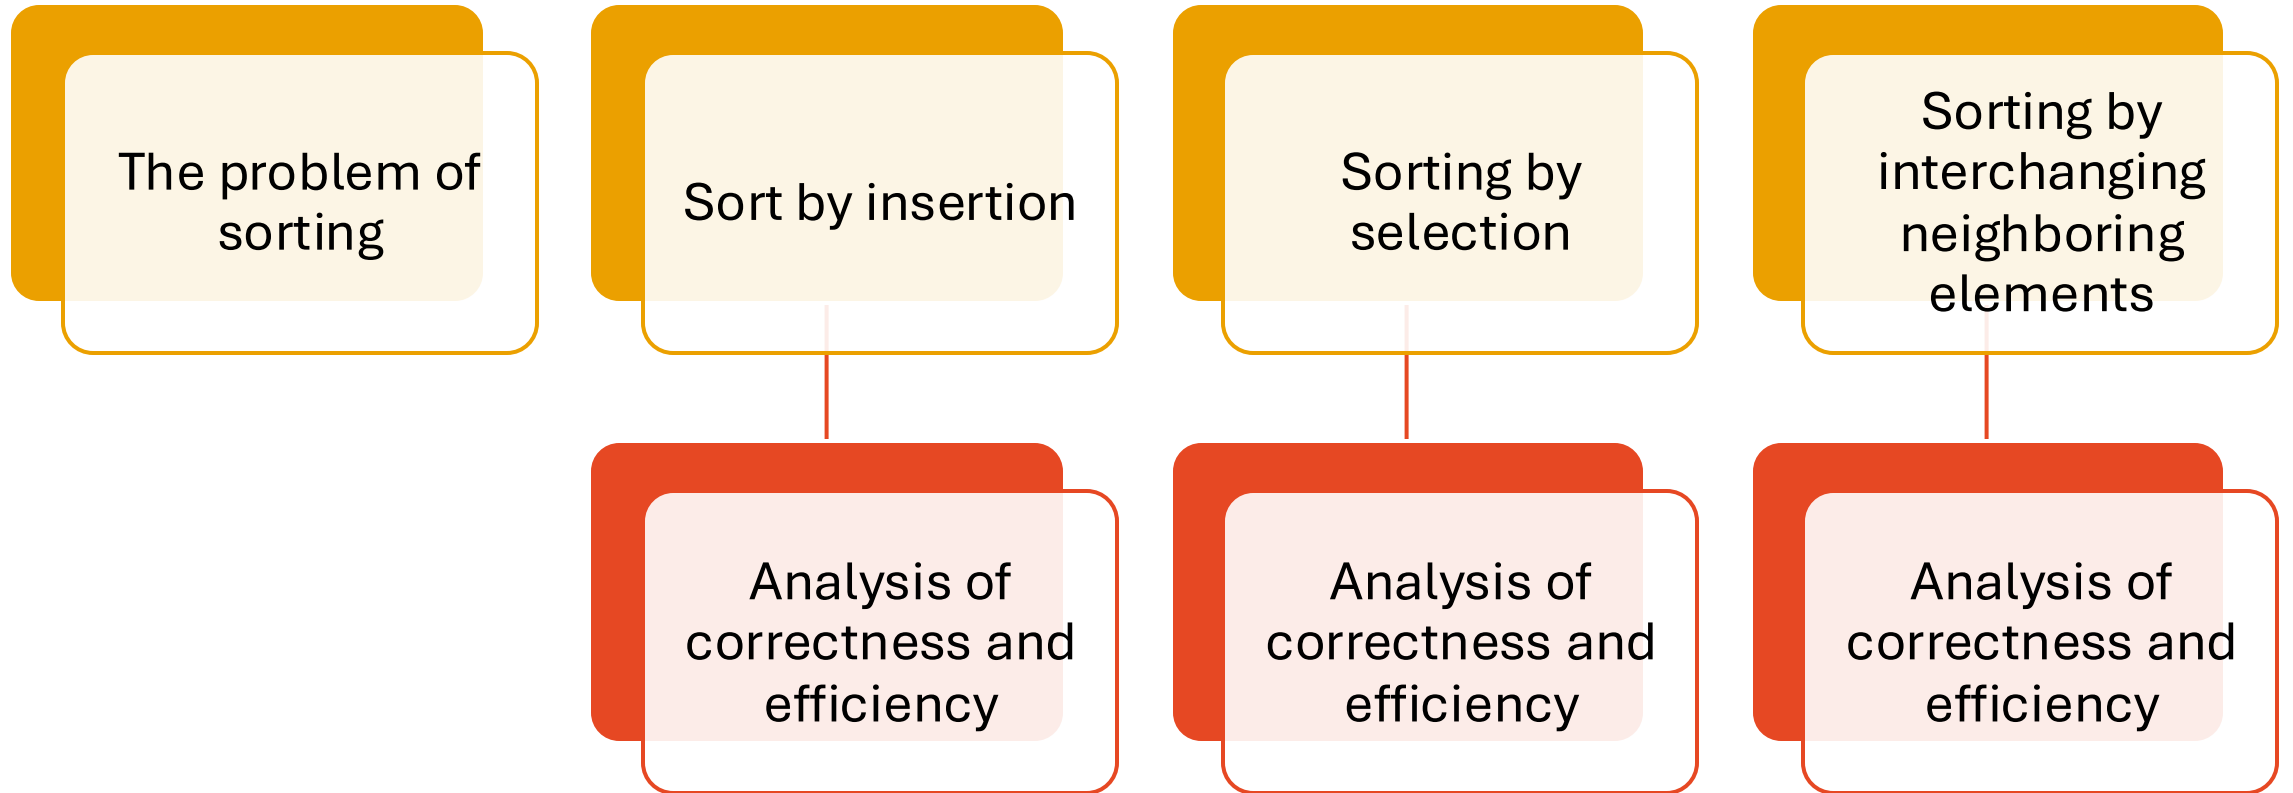 The problem of
sorting
Sort by insertion
Sorting by
selection
Sorting by
interchanging
neighboring
elements
Analysis of
correctness and
efficiency
Analysis of
correctness and
efficiency
Analysis of
correctness and
efficiency